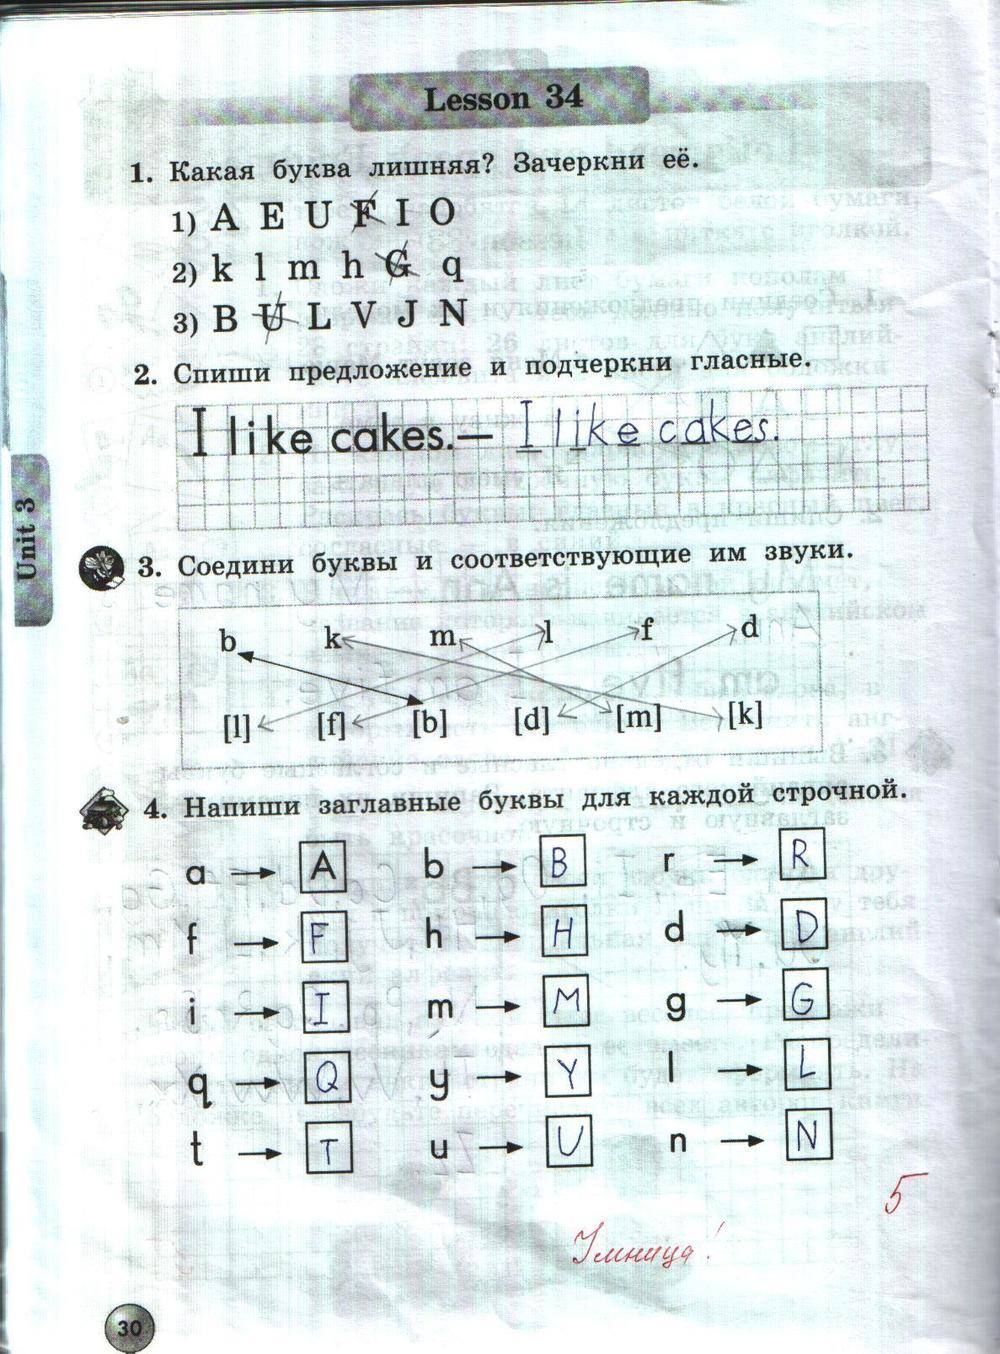 Lesson 34
1. Какая буква лишняя? Зачеркни её.
1) A E U F I O
2) k l m h G q
3) B U L V J N
2. Спиши предложение и подчеркни гласные.
I like cakes.— I like cakes.
Unit 3
3. Соедини буквы и соответствующие им звуки.
b k m l f d
[l] [f] [b] [d] [m] [k]
4. Напиши заглавные буквы для каждой строчной.
a → A b → B r → R
f → F h → H d → D
i → I m → M g → G
q → Q y → Y l → L
t → T u → U n → N
5
Умница!
30